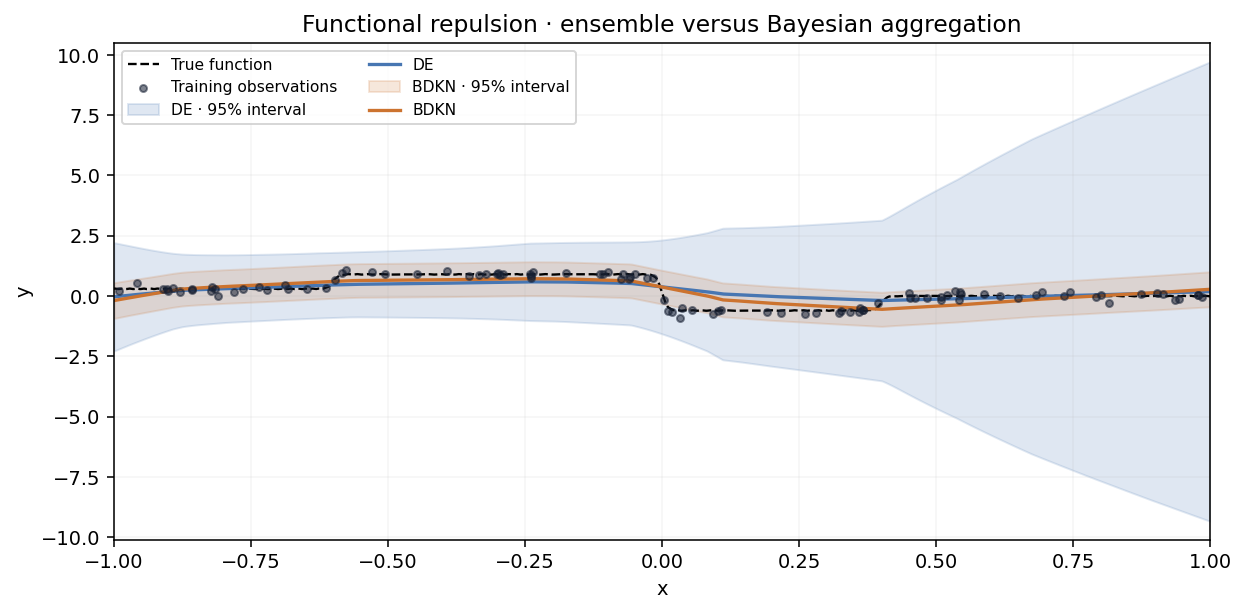 Functional repulsion · ensemble versus Bayesian aggregation
True function
Training observations
DE · 95% interval
DE
BDKN · 95% interval
BDKN
10.0
7.5
5.0
2.5
0.0
−2.5
−5.0
−7.5
−10.0
y
−1.00 −0.75 −0.50 −0.25 0.00 0.25 0.50 0.75 1.00
x